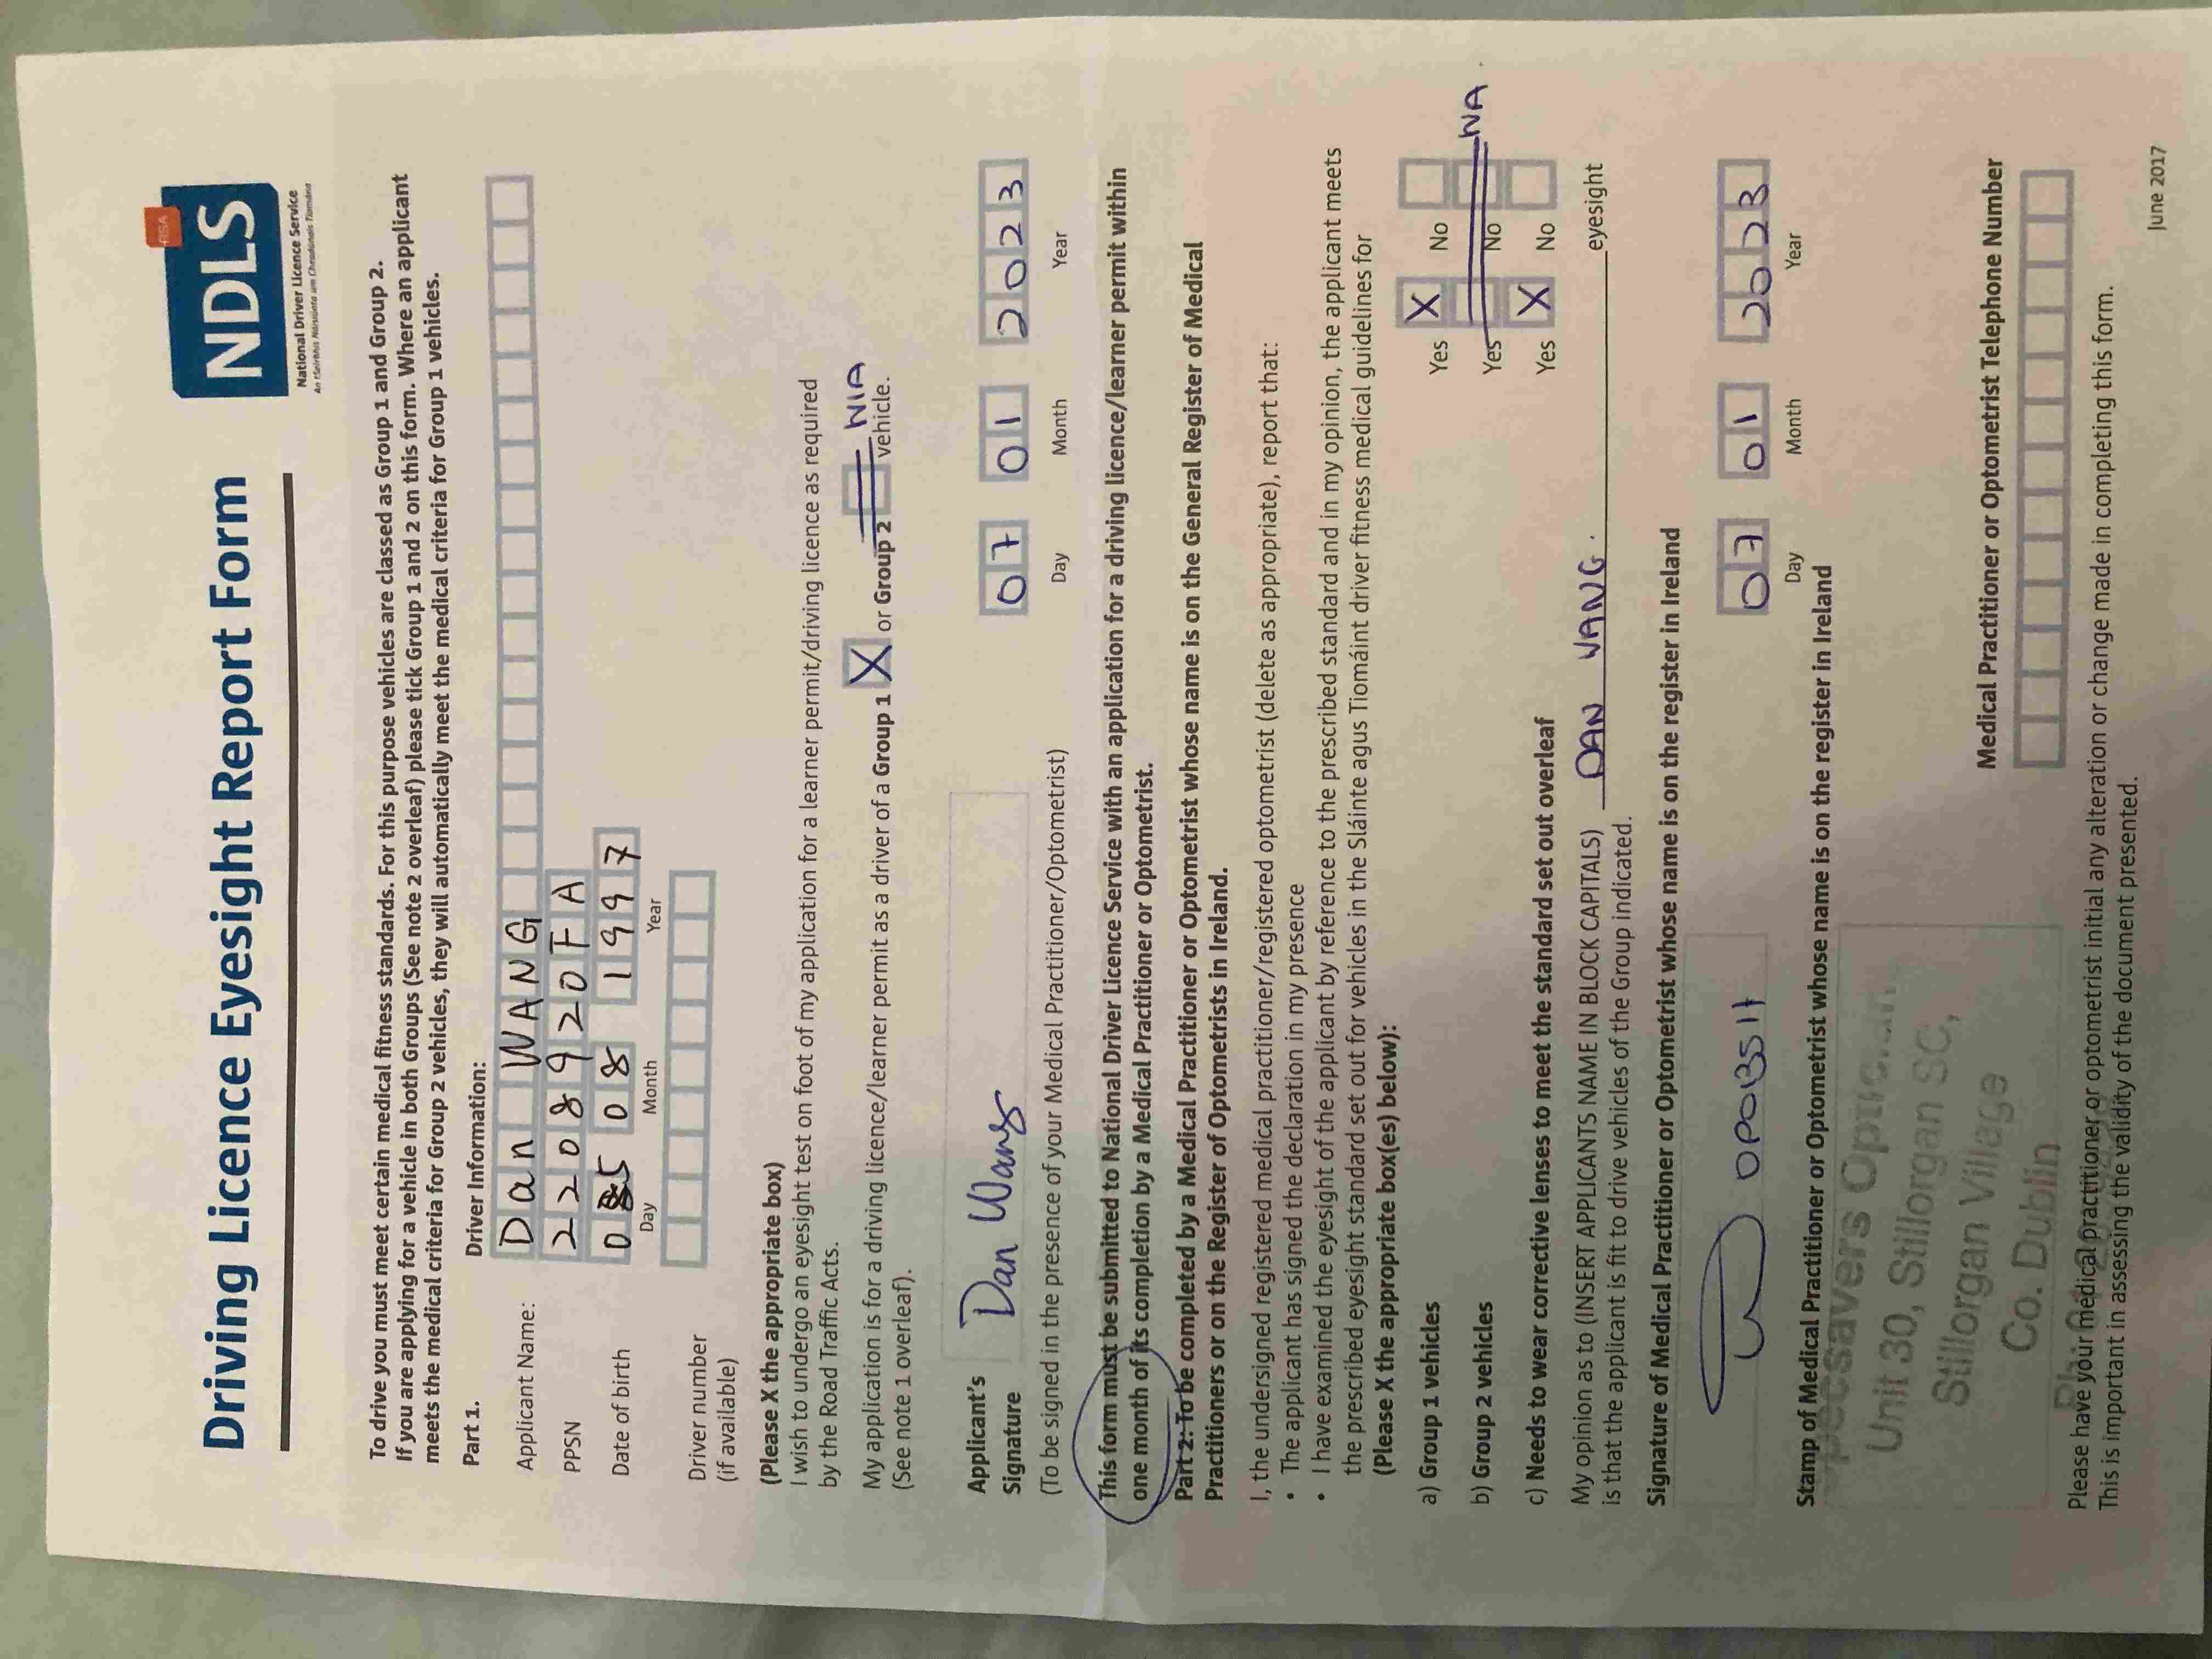 Driving Licence Eyesight Report Form
RSA
NDLS
National Driver Licence Service
An tSeirbhís Náisiúnta um Cheadúnais Tiomána
To drive you must meet certain medical fitness standards. For this purpose vehicles are classed as Group 1 and Group 2.
If you are applying for a vehicle in both Groups (See note 2 overleaf) please tick Group 1 and 2 on this form. Where an applicant
meets the medical criteria for Group 2 vehicles, they will automatically meet the medical criteria for Group 1 vehicles.
Part 1. Driver Information:
Applicant Name: Dan WANG
PPSN 2208920FA
Date of birth 05 08 1997
Day Month Year
Driver number
(if available)
(Please X the appropriate box)
I wish to undergo an eyesight test on foot of my application for a learner permit/driving licence as required
by the Road Traffic Acts.
My application is for a driving licence/learner permit as a driver of a Group 1 X or Group 2 vehicle. N/A
(See note 1 overleaf).
Applicant's
Signature Dan Wang 07 01 2023
Day Month Year
(To be signed in the presence of your Medical Practitioner/Optometrist)
This form must be submitted to National Driver Licence Service with an application for a driving licence/learner permit within
one month of its completion by a Medical Practitioner or Optometrist.
Part 2: To be completed by a Medical Practitioner or Optometrist whose name is on the General Register of Medical
Practitioners or on the Register of Optometrists in Ireland.
I, the undersigned registered medical practitioner/registered optometrist (delete as appropriate), report that:
• The applicant has signed the declaration in my presence
• I have examined the eyesight of the applicant by reference to the prescribed standard and in my opinion, the applicant meets
the prescribed eyesight standard set out for vehicles in the Sláinte agus Tiomáint driver fitness medical guidelines for
(Please X the appropriate box(es) below):
a) Group 1 vehicles Yes X No
b) Group 2 vehicles Yes No NA
c) Needs to wear corrective lenses to meet the standard set out overleaf Yes X No
My opinion as to (INSERT APPLICANTS NAME IN BLOCK CAPITALS) DAN WANG. eyesight
is that the applicant is fit to drive vehicles of the Group indicated.
Signature of Medical Practitioner or Optometrist whose name is on the register in Ireland
07 01 2023
Day Month Year
Stamp of Medical Practitioner or Optometrist whose name is on the register in Ireland
Specsavers
Unit 30, Stillorgan SC,
Stillorgan Village
Co. Dublin
Medical Practitioner or Optometrist Telephone Number
Please have your medical practitioner or optometrist initial any alteration or change made in completing this form.
This is important in assessing the validity of the document presented.
June 2017